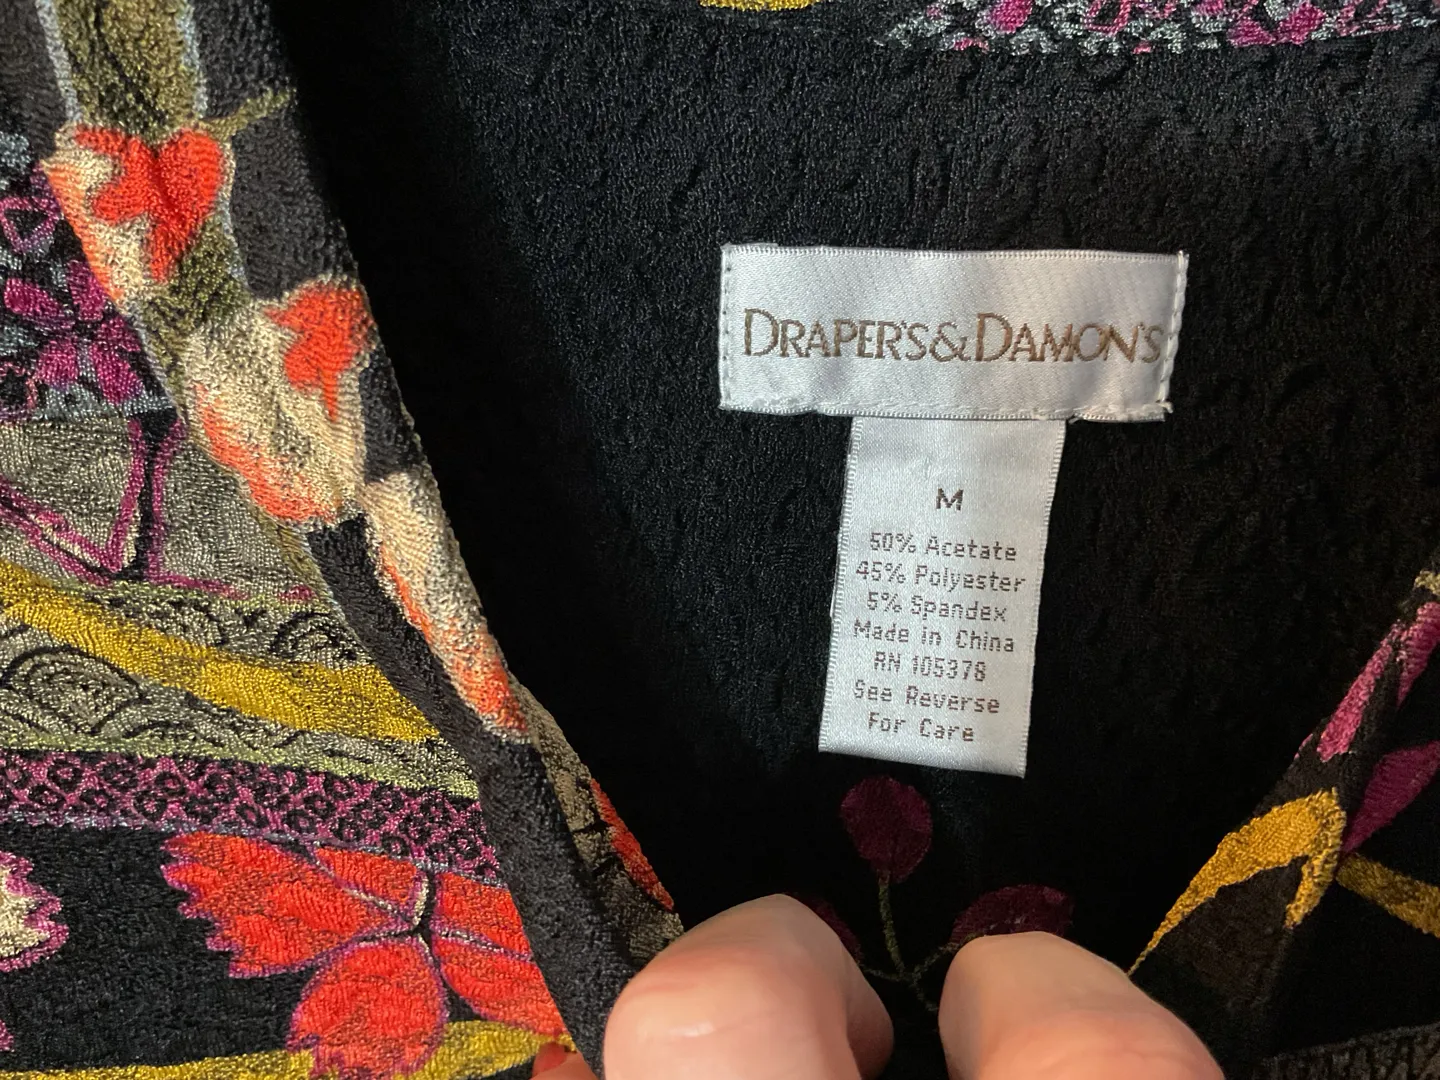 DRAPER'S & DAMON'S
M
50% Acetate
45% Polyester
5% Spandex
Made in China
RN 105378
See Reverse
For Care